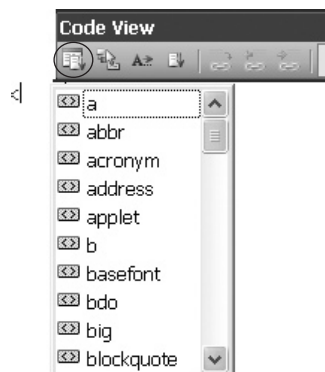 Code View
<
a
abbr
acronym
address
applet
b
basefont
bdo
big
blockquote